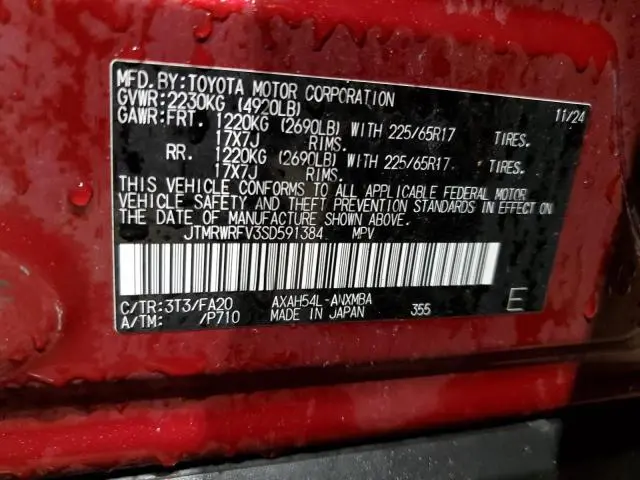 MFD.BY:TOYOTA MOTOR CORPORATION 11/24
GVWR:2230KG (4920LB)
GAWR:FRT. 1220KG (2690LB) WITH 225/65R17 TIRES.
17X7J RIMS.
RR. 1220KG (2690LB) WITH 225/65R17 TIRES.
17X7J RIMS.
THIS VEHICLE CONFORMS TO ALL APPLICABLE FEDERAL MOTOR
VEHICLE SAFETY AND THEFT PREVENTION STANDARDS IN EFFECT ON
THE DATE OF MANUFACTURE SHOWN ABOVE.
JTMRWRFV3SD591384 MPV
C/TR:3T3/FA20 AXAH54L-ANXMBA
A/TM: /P710 MADE IN JAPAN 355 E